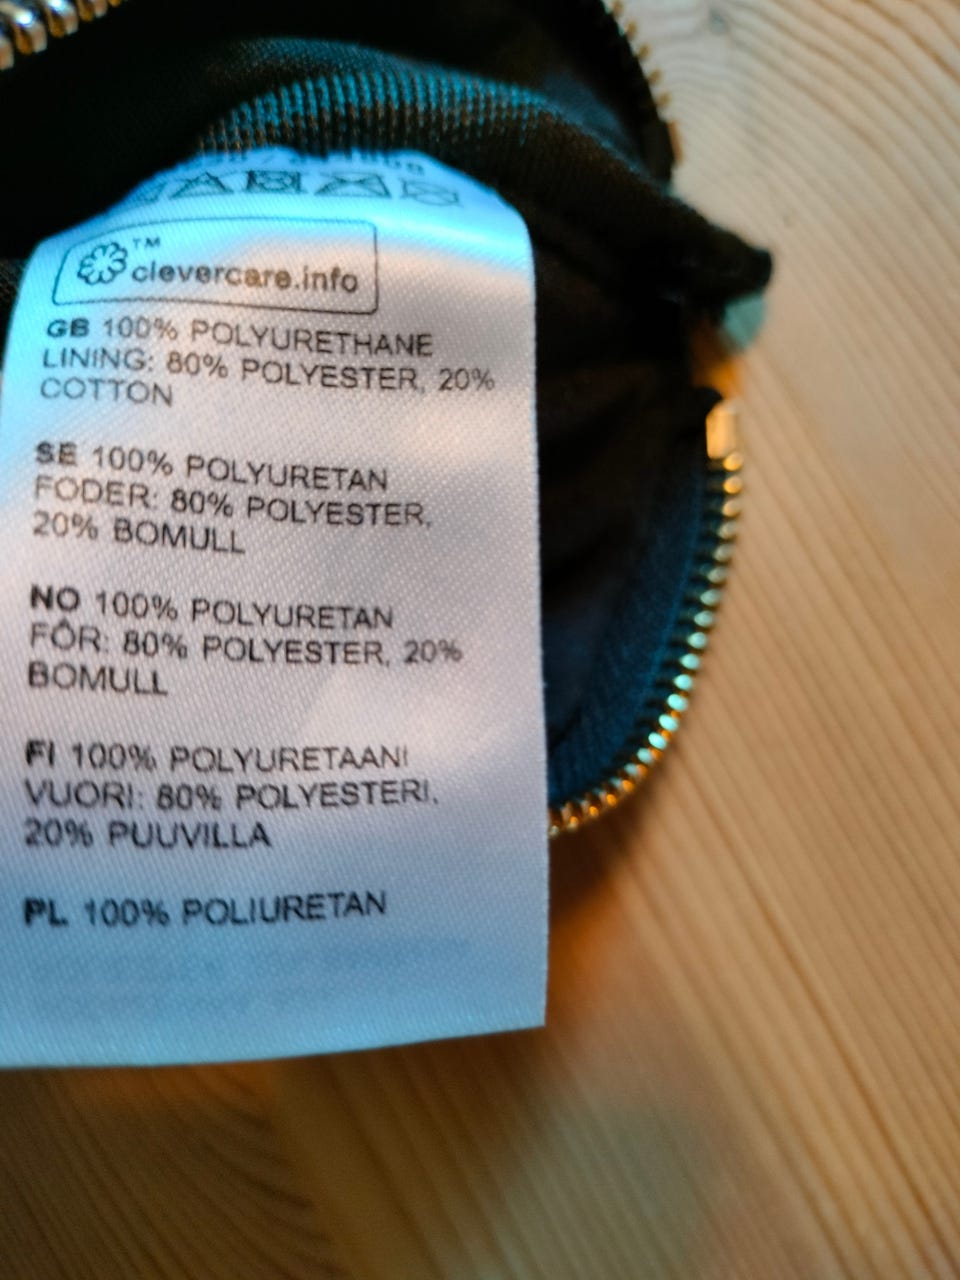 TM
clevercare.info
GB 100% POLYURETHANE
LINING: 80% POLYESTER, 20%
COTTON
SE 100% POLYURETAN
FODER: 80% POLYESTER,
20% BOMULL
NO 100% POLYURETAN
FÔR: 80% POLYESTER, 20%
BOMULL
FI 100% POLYURETAANI
VUORI: 80% POLYESTERI,
20% PUUVILLA
PL 100% POLIURETAN